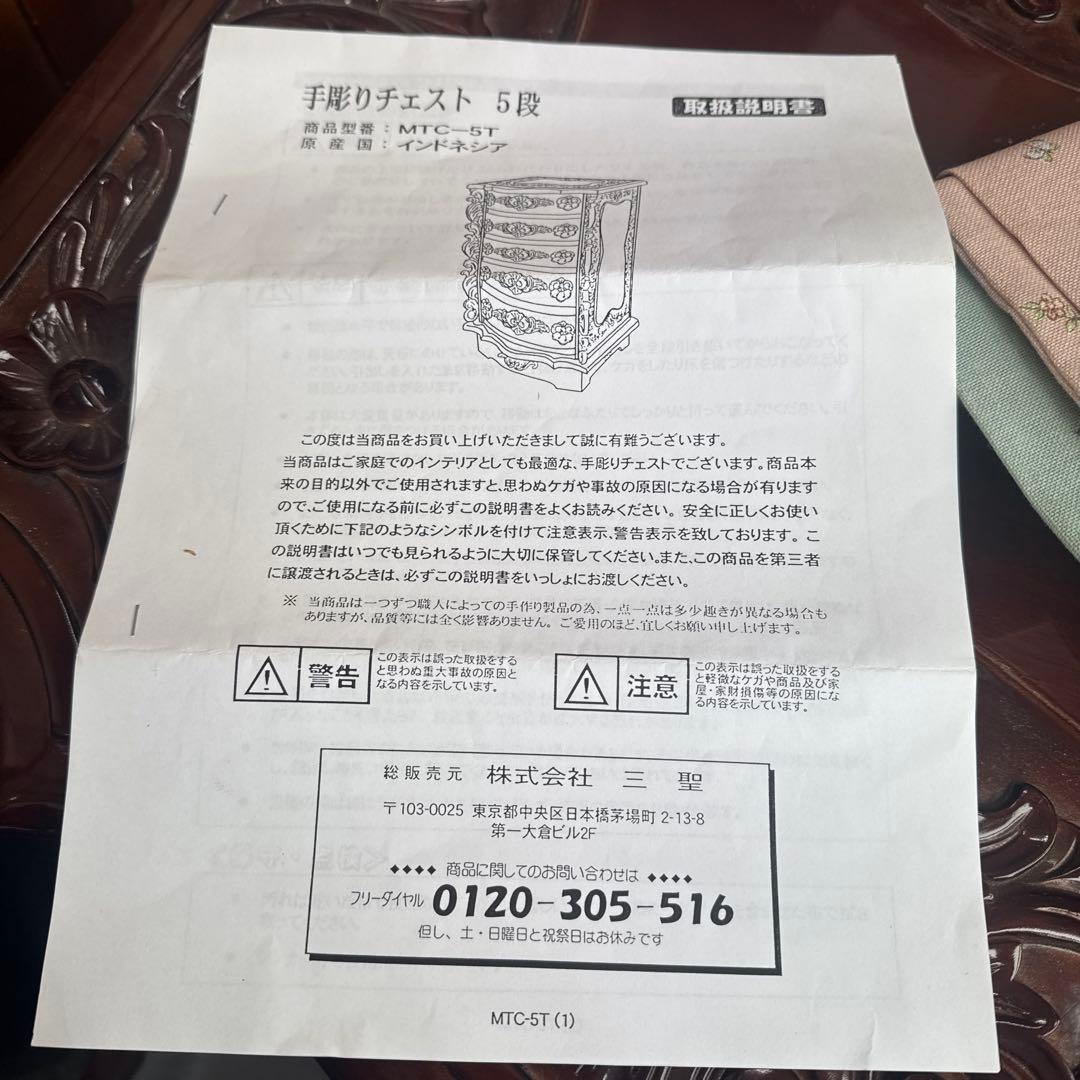 手彫りチェスト 5段
取扱説明書
商品型番：MTC－5T
原産国：インドネシア
この度は当商品をお買い上げいただきまして誠に有難うございます。
当商品はご家庭でのインテリアとしても最適な、手彫りチェストでございます。商品本
来の目的以外でご使用されますと、思わぬケガや事故の原因になる場合が有ります
ので、ご使用になる前に必ずこの説明書をよくお読みください。安全に正しくお使い
頂くために下記のようなシンボルを付けて注意表示、警告表示を致しております。こ
の説明書はいつでも見られるように大切に保管してください。また、この商品を第三者
に譲渡されるときは、必ずこの説明書をいっしょにお渡しください。
※ 当商品は一つずつ職人によっての手作り製品の為、一点一点は多少趣きが異なる場合も
ありますが、品質等には全く影響ありません。ご愛用のほど、宜しくお願い申し上げます。
警告
この表示は誤った取扱をする
と思わぬ重大事故の原因と
なる内容を示しています。
注意
この表示は誤った取扱をする
と軽微なケガや商品及び家
屋・家財損傷等の原因にな
る内容を示しています。
総販売元 株式会社 三聖
〒103-0025 東京都中央区日本橋茅場町 2-13-8
第一大倉ビル2F
◆◆◆◆ 商品に関してのお問い合わせは ◆◆◆◆
フリーダイヤル 0120－305－516
但し、土・日曜日と祝祭日はお休みです
MTC-5T (1)